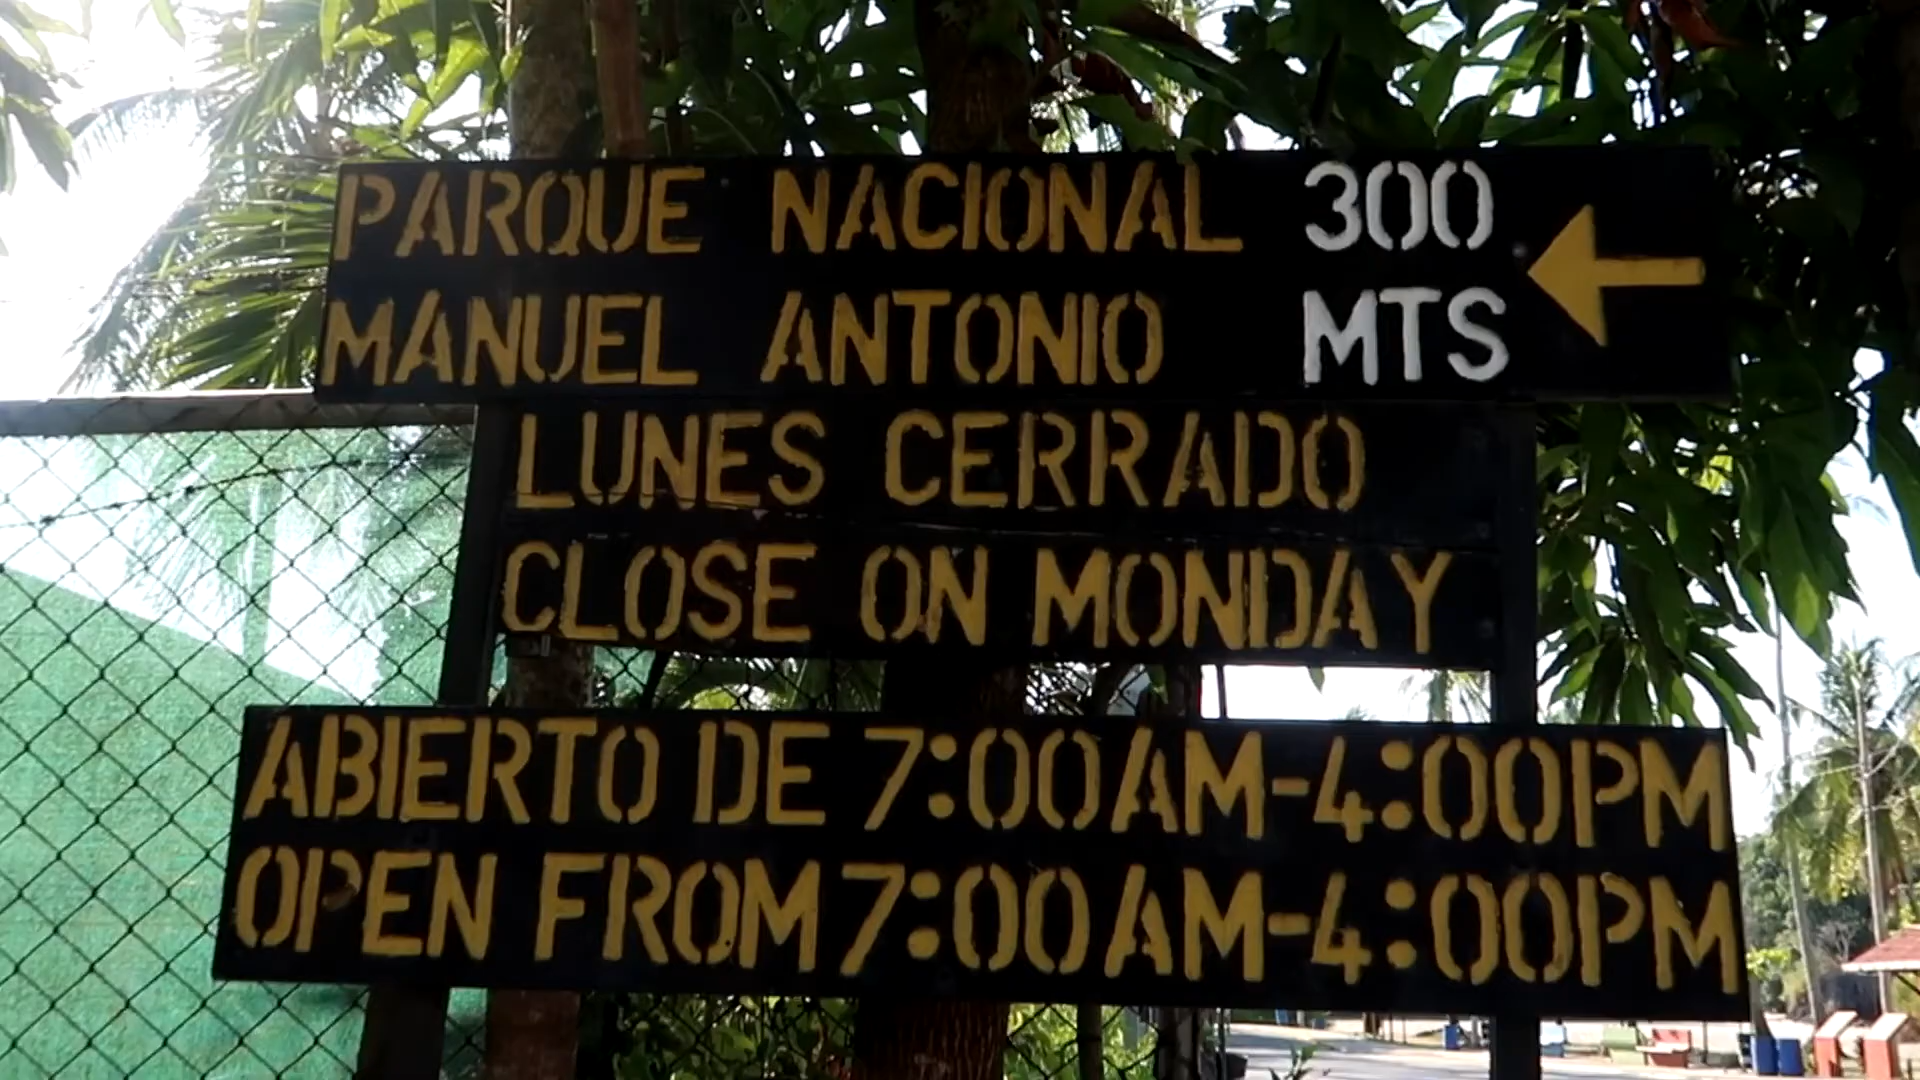 PARQUE NACIONAL 300
MANUEL ANTONIO MTS
LUNES CERRADO
CLOSE ON MONDAY
ABIERTO DE 7:00AM-4:00PM
OPEN FROM 7:00AM-4:00PM